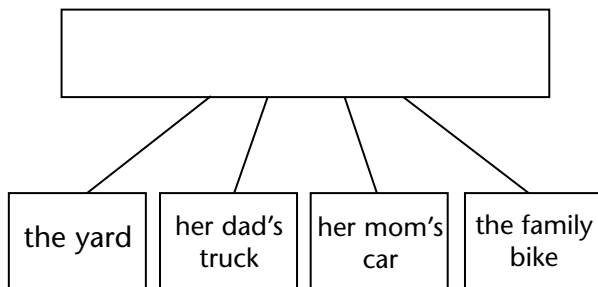 the yard
her dad’s
truck
her mom’s
car
the family
bike